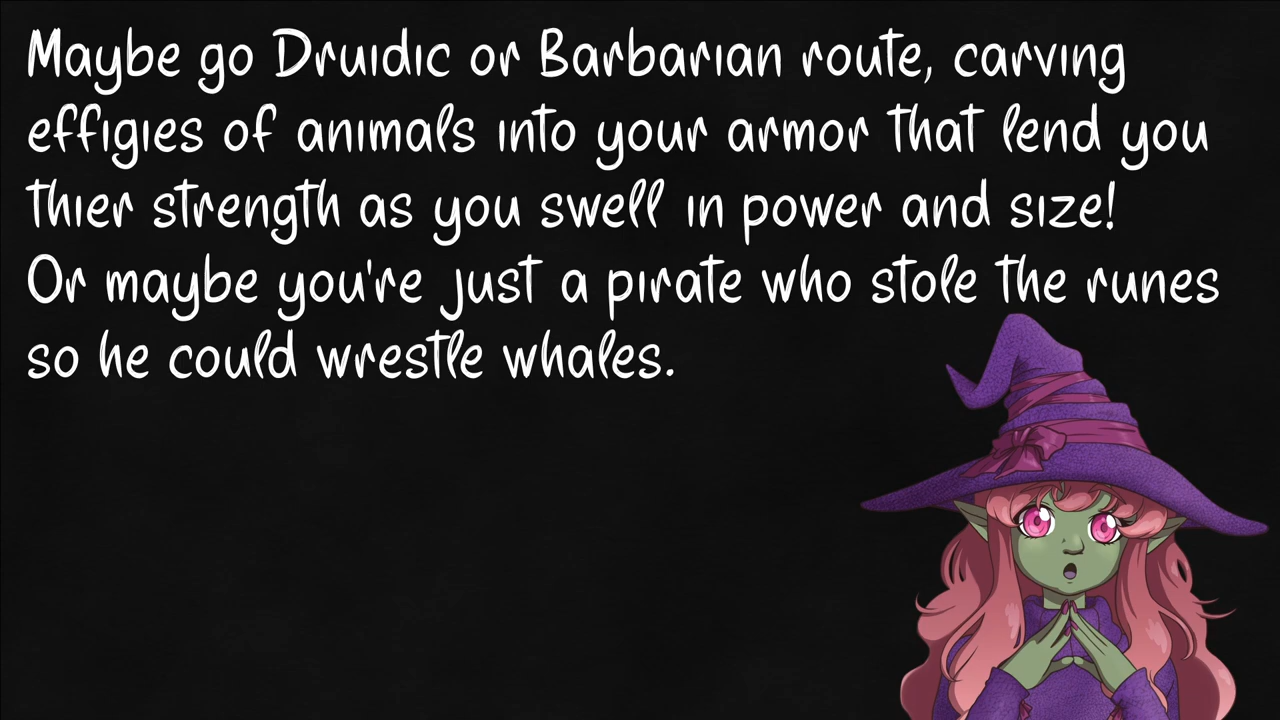 Maybe go Druidic or Barbarian route, carving
effigies of animals into your armor that lend you
thier strength as you swell in power and size!
Or maybe you're just a pirate who stole the runes
so he could wrestle whales.